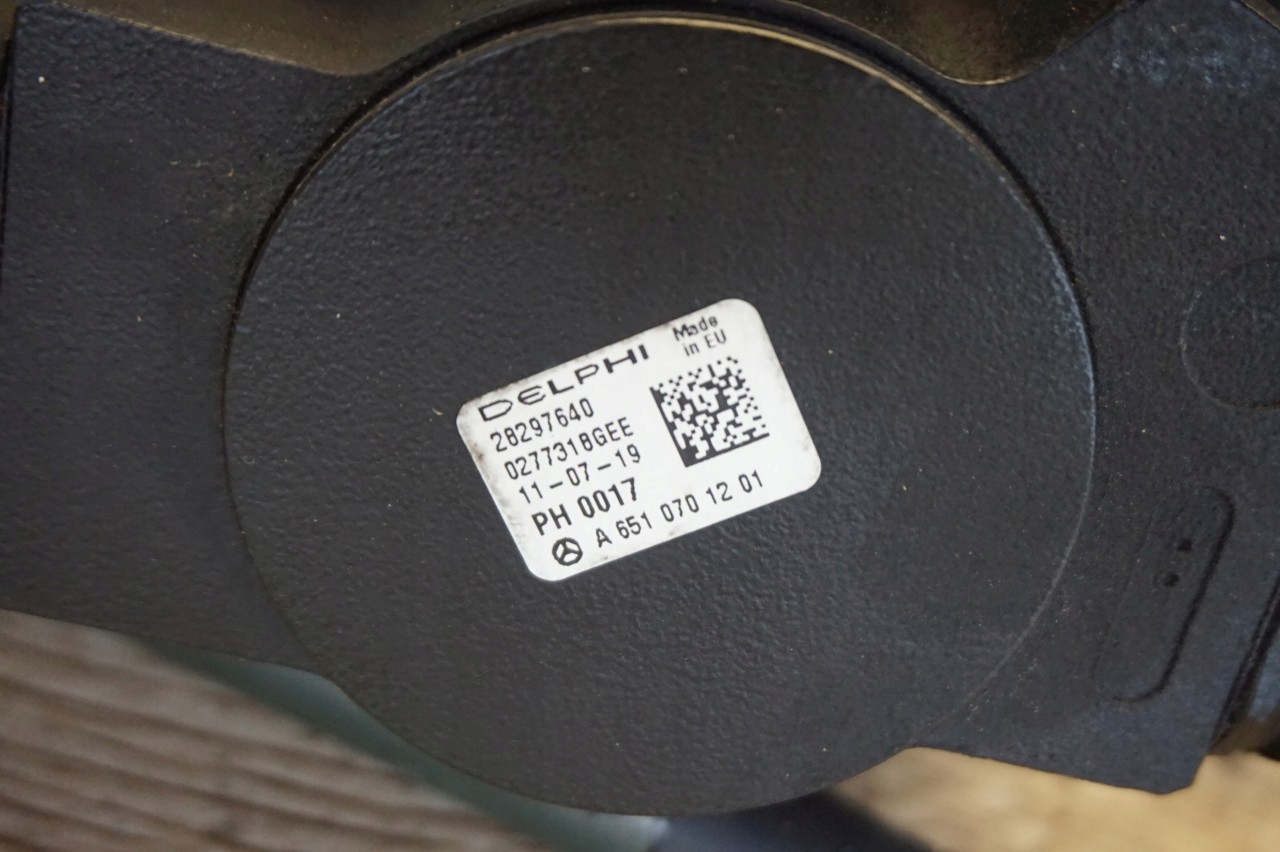 DELPHI
Made
in EU
28297640
0277318GEE
11-07-19
PH 0017
A 651 070 12 01